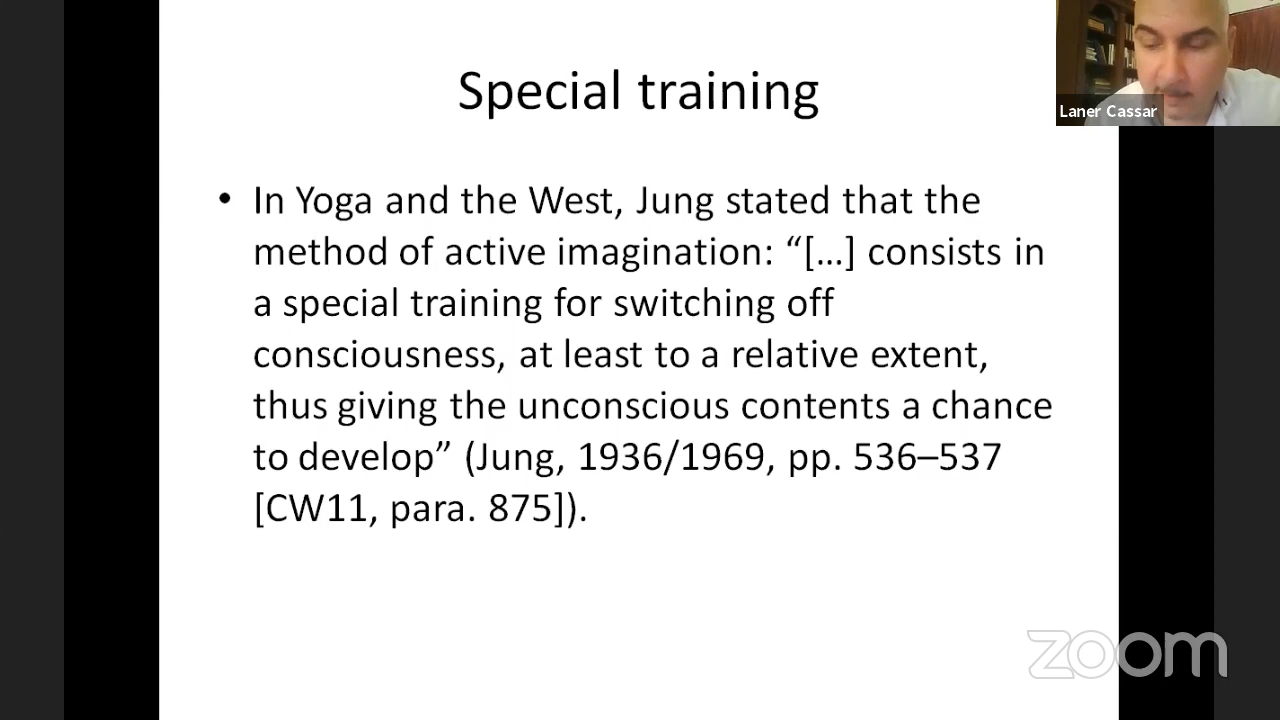 Special training
Laner Cassar
• In Yoga and the West, Jung stated that the
method of active imagination: “[…] consists in
a special training for switching off
consciousness, at least to a relative extent,
thus giving the unconscious contents a chance
to develop” (Jung, 1936/1969, pp. 536–537
[CW11, para. 875]).
zoom